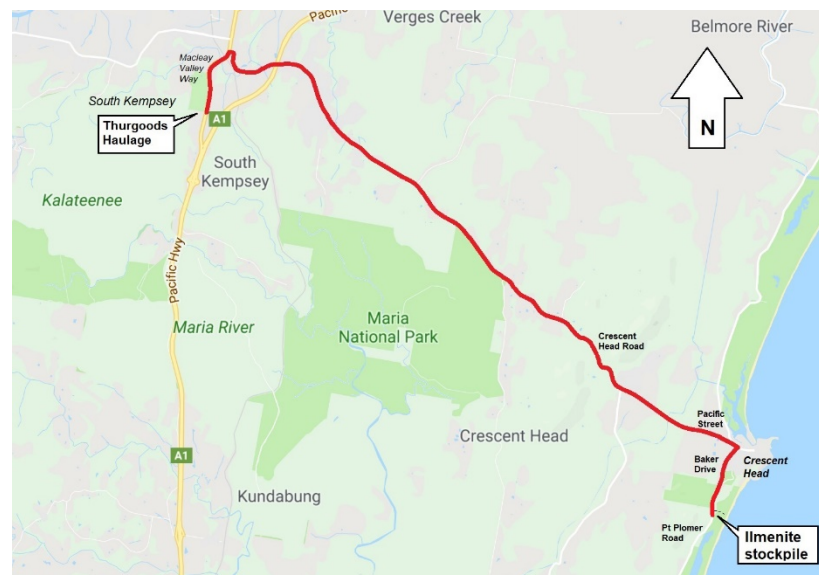 Pacific
Verges Creek
Belmore River
Macleay
Valley
Way
N
South Kempsey
Thurgoods
Haulage
A1
South
Kempsey
Kalateenee
Pacific Hwy
Maria River
Maria
National Park
Crescent
Head Road
Pacific
Street
Crescent Head
Baker
Drive
Crescent
Head
A1
Kundabung
Pt Plomer
Road
Ilmenite
stockpile